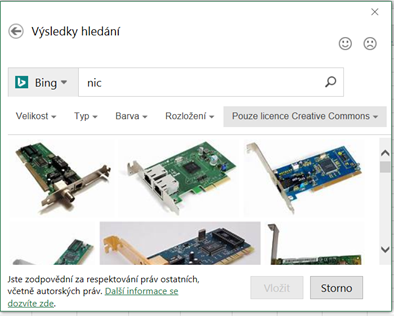 Výsledky hledání
Bing
nic
Velikost Typ Barva Rozložení Pouze licence Creative Commons
Jste zodpovědní za respektování práv ostatních,
včetně autorských práv. Další informace se
dozvíte zde.
Vložit Storno